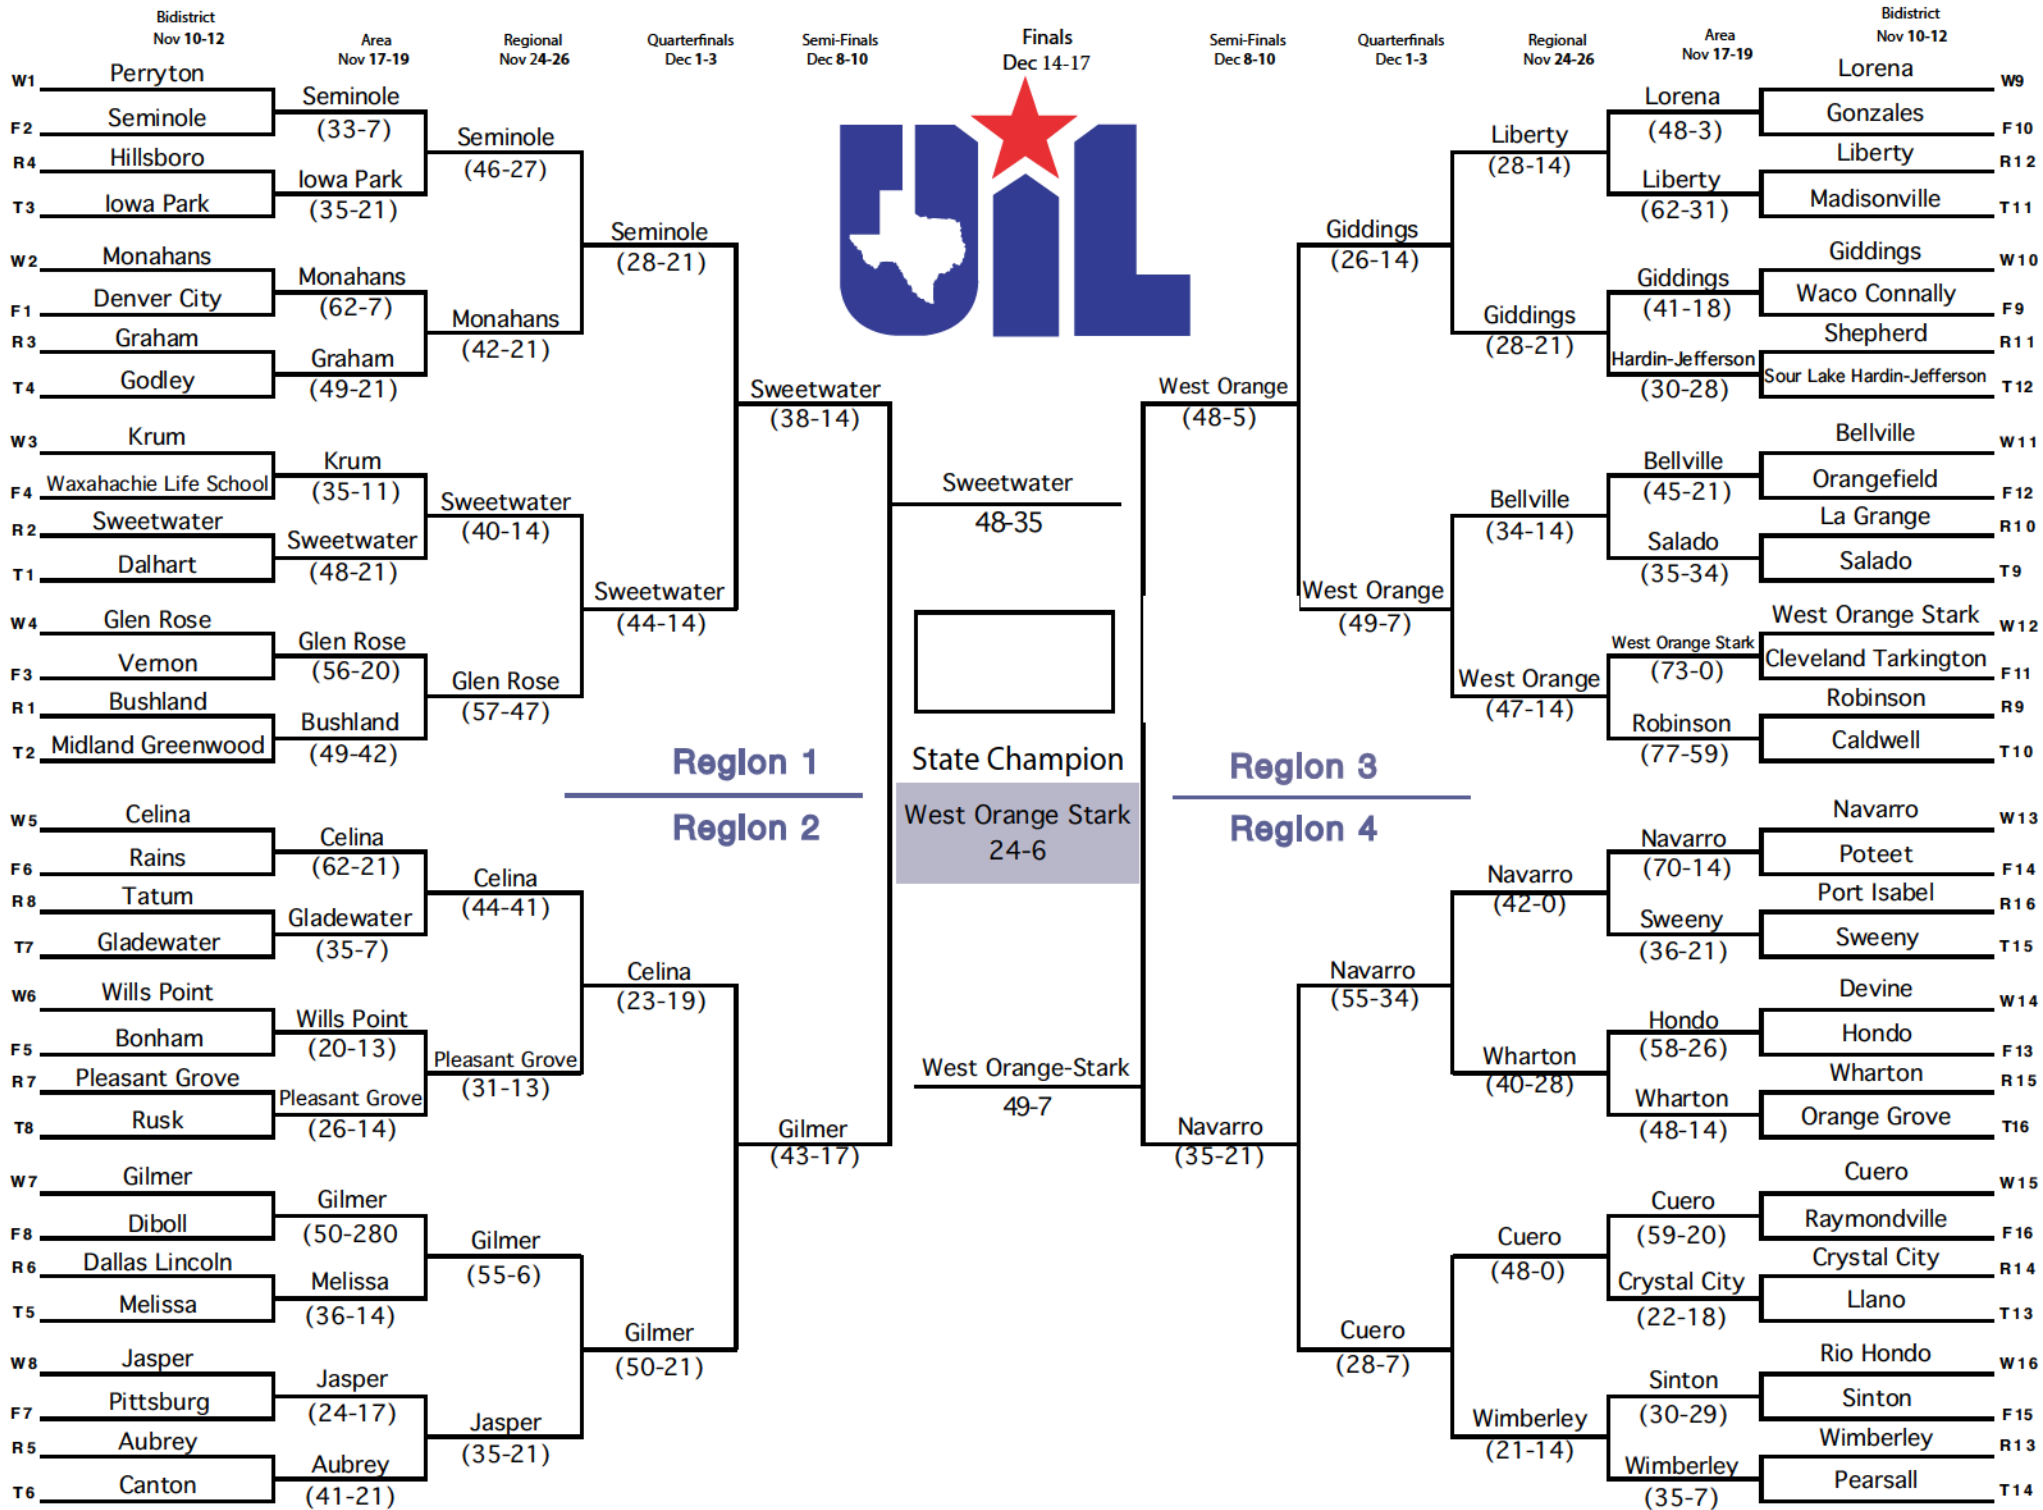 Bidistrict
Nov 10-12
Area
Nov 17-19
Regional
Nov 24-26
Quarterfinals
Dec 1-3
Semi-Finals
Dec 8-10
Finals
Dec 14-17
Semi-Finals
Dec 8-10
Quarterfinals
Dec 1-3
Regional
Nov 24-26
Area
Nov 17-19
Bidistrict
Nov 10-12
UIL
W1 Perryton
F2 Seminole
R4 Hillsboro
T3 Iowa Park
W2 Monahans
F1 Denver City
R3 Graham
T4 Godley
W3 Krum
F4 Waxahachie Life School
R2 Sweetwater
T1 Dalhart
W4 Glen Rose
F3 Vernon
R1 Bushland
T2 Midland Greenwood
W5 Celina
F6 Rains
R8 Tatum
T7 Gladewater
W6 Wills Point
F5 Bonham
R7 Pleasant Grove
T8 Rusk
W7 Gilmer
F8 Diboll
R6 Dallas Lincoln
T5 Melissa
W8 Jasper
F7 Pittsburg
R5 Aubrey
T6 Canton
Seminole
(33-7)
Iowa Park
(35-21)
Monahans
(62-7)
Graham
(49-21)
Krum
(35-11)
Sweetwater
(48-21)
Glen Rose
(56-20)
Bushland
(49-42)
Celina
(62-21)
Gladewater
(35-7)
Wills Point
(20-13)
Pleasant Grove
(26-14)
Gilmer
(50-280
Melissa
(36-14)
Jasper
(24-17)
Aubrey
(41-21)
Seminole
(46-27)
Monahans
(42-21)
Sweetwater
(40-14)
Glen Rose
(57-47)
Celina
(44-41)
Pleasant Grove
(31-13)
Gilmer
(55-6)
Jasper
(35-21)
Seminole
(28-21)
Sweetwater
(44-14)
Celina
(23-19)
Gilmer
(50-21)
Sweetwater
(38-14)
Gilmer
(43-17)
Region 1
Region 2
Sweetwater
48-35
State Champion
West Orange Stark
24-6
West Orange-Stark
49-7
Region 3
Region 4
West Orange
(48-5)
Navarro
(35-21)
Giddings
(26-14)
West Orange
(49-7)
Navarro
(55-34)
Cuero
(28-7)
Liberty
(28-14)
Giddings
(28-21)
Bellville
(34-14)
West Orange
(47-14)
Navarro
(42-0)
Wharton
(40-28)
Cuero
(48-0)
Wimberley
(21-14)
Lorena
(48-3)
Liberty
(62-31)
Giddings
(41-18)
Hardin-Jefferson
(30-28)
Bellville
(45-21)
Salado
(35-34)
West Orange Stark
(73-0)
Robinson
(77-59)
Navarro
(70-14)
Sweeny
(36-21)
Hondo
(58-26)
Wharton
(48-14)
Cuero
(59-20)
Crystal City
(22-18)
Sinton
(30-29)
Wimberley
(35-7)
Lorena W9
Gonzales F10
Liberty R12
Madisonville T11
Giddings W10
Waco Connally F9
Shepherd R11
Sour Lake Hardin-Jefferson T12
Bellville W11
Orangefield F12
La Grange R10
Salado T9
West Orange Stark W12
Cleveland Tarkington F11
Robinson R9
Caldwell T10
Navarro W13
Poteet F14
Port Isabel R16
Sweeny T15
Devine W14
Hondo F13
Wharton R15
Orange Grove T16
Cuero W15
Raymondville F16
Crystal City R14
Llano T13
Rio Hondo W16
Sinton F15
Wimberley R13
Pearsall T14